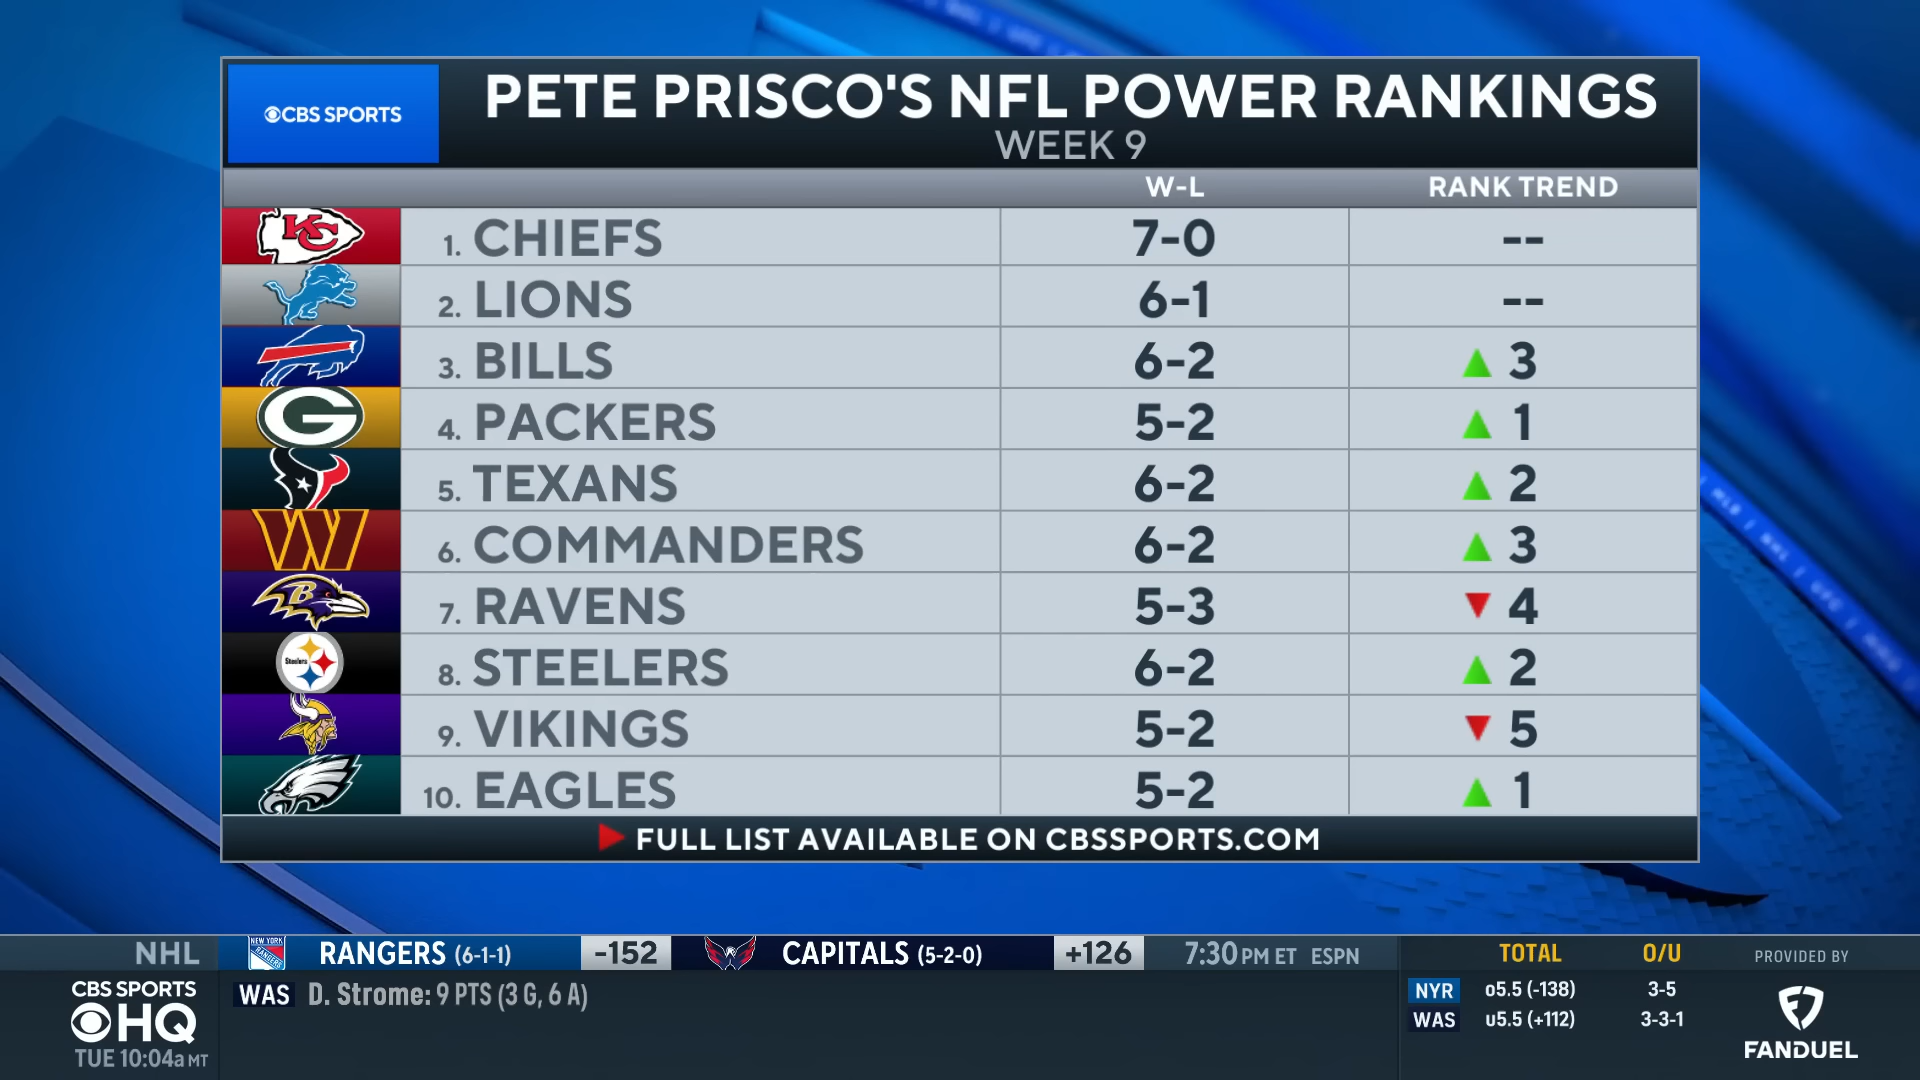 CBS SPORTS
PETE PRISCO'S NFL POWER RANKINGS
WEEK 9
W-L RANK TREND
1. CHIEFS 7-0 --
2. LIONS 6-1 --
3. BILLS 6-2 ▲ 3
4. PACKERS 5-2 ▲ 1
5. TEXANS 6-2 ▲ 2
6. COMMANDERS 6-2 ▲ 3
7. RAVENS 5-3 ▼ 4
8. STEELERS 6-2 ▲ 2
9. VIKINGS 5-2 ▼ 5
10. EAGLES 5-2 ▲ 1
FULL LIST AVAILABLE ON CBSSPORTS.COM
NHL NEW YORK RANGERS RANGERS (6-1-1) -152 CAPITALS (5-2-0) +126 7:30PM ET ESPN
WAS D. Strome: 9 PTS (3 G, 6 A)
CBS SPORTS
HQ
TUE 10:04a MT
TOTAL O/U
NYR o5.5 (-138) 3-5
WAS u5.5 (+112) 3-3-1
PROVIDED BY
FANDUEL